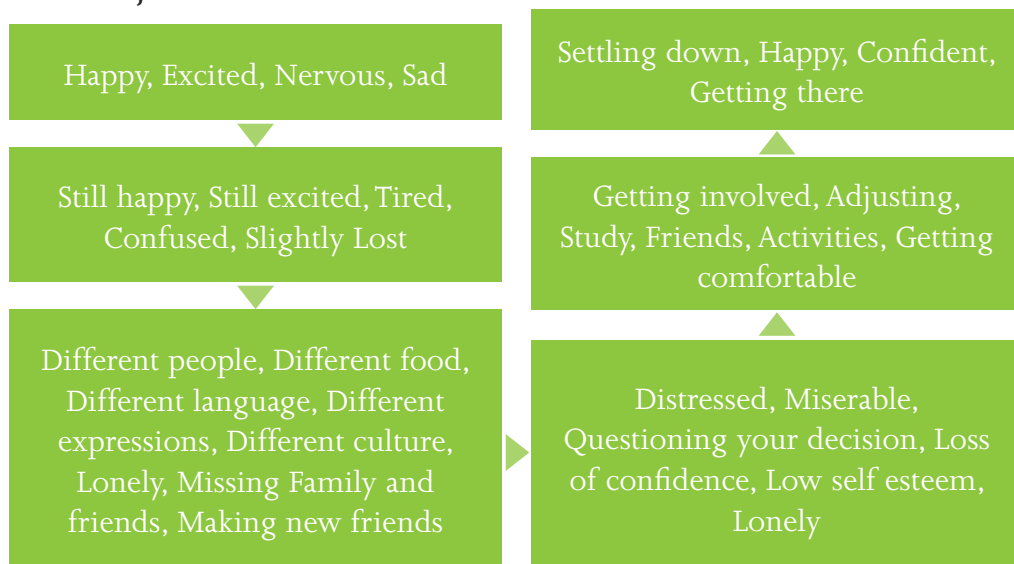 Happy, Excited, Nervous, Sad
Still happy, Still excited, Tired,
Confused, Slightly Lost
Different people, Different food,
Different language, Different
expressions, Different culture,
Lonely, Missing Family and
friends, Making new friends
Distressed, Miserable,
Questioning your decision, Loss
of confidence, Low self esteem,
Lonely
Getting involved, Adjusting,
Study, Friends, Activities, Getting
comfortable
Settling down, Happy, Confident,
Getting there